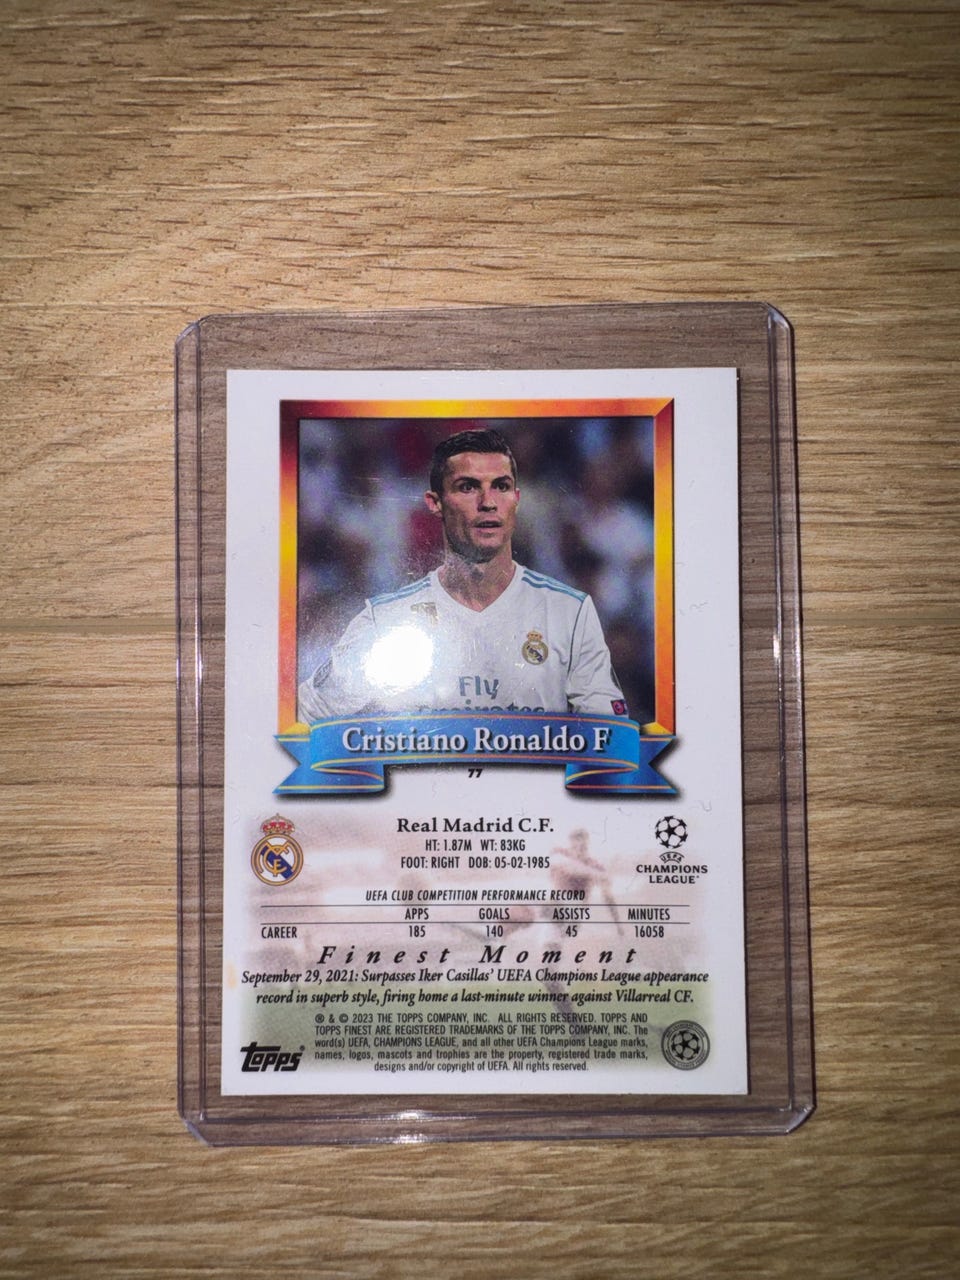 Fly
Emirates
Cristiano Ronaldo F
77
Real Madrid C.F.
HT: 1.87M WT: 83KG
FOOT: RIGHT DOB: 05-02-1985
UEFA
CHAMPIONS
LEAGUE®
UEFA CLUB COMPETITION PERFORMANCE RECORD
APPS GOALS ASSISTS MINUTES
CAREER 185 140 45 16058
Finest Moment
September 29, 2021: Surpasses Iker Casillas' UEFA Champions League appearance
record in superb style, firing home a last-minute winner against Villarreal CF.
® & © 2023 THE TOPPS COMPANY, INC. ALL RIGHTS RESERVED. TOPPS AND
TOPPS FINEST ARE REGISTERED TRADEMARKS OF THE TOPPS COMPANY, INC. The
word(s) UEFA, CHAMPIONS LEAGUE, and all other UEFA Champions League marks,
names, logos, mascots and trophies are the property, registered trade marks,
designs and/or copyright of UEFA. All rights reserved.
topps®